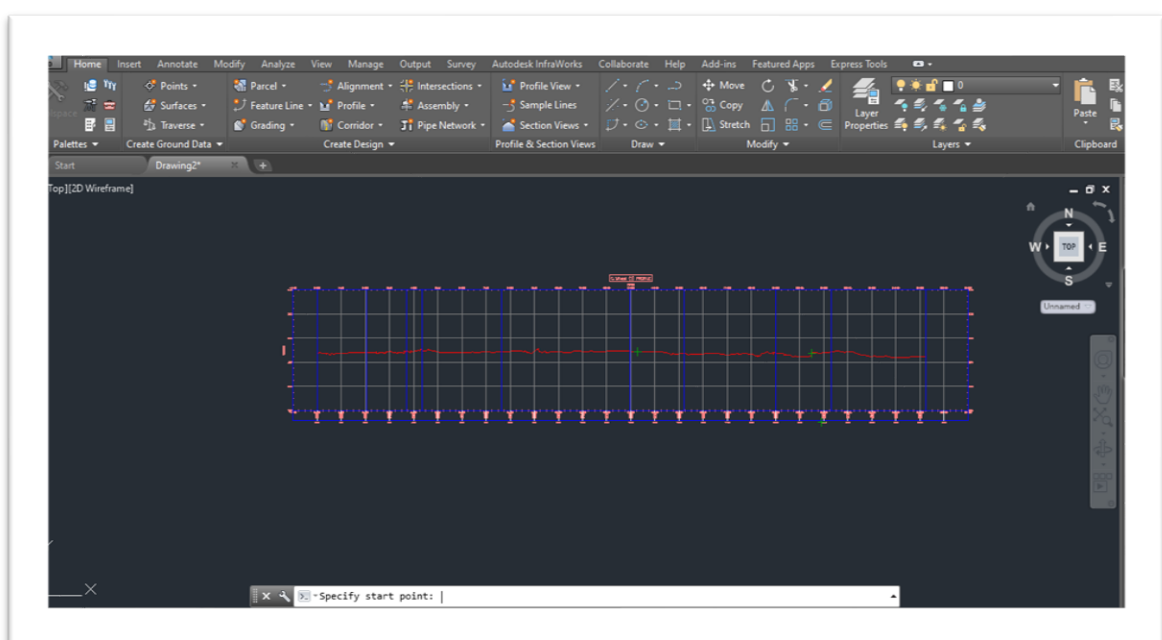 Home Insert Annotate Modify Analyze View Manage Output Survey Autodesk InfraWorks Collaborate Help Add-ins Featured Apps Express Tools
Points Parcel Alignment Intersections Profile View Move 0
Surfaces Feature Line Profile Assembly Sample Lines Copy
Traverse Grading Corridor Pipe Network Section Views Stretch Layer Properties Paste
Palettes Create Ground Data Create Design Profile & Section Views Draw Modify Layers Clipboard
Start Drawing2* +
Top][2D Wireframe]
N
W TOP E
S
Unnamed
X
Specify start point: